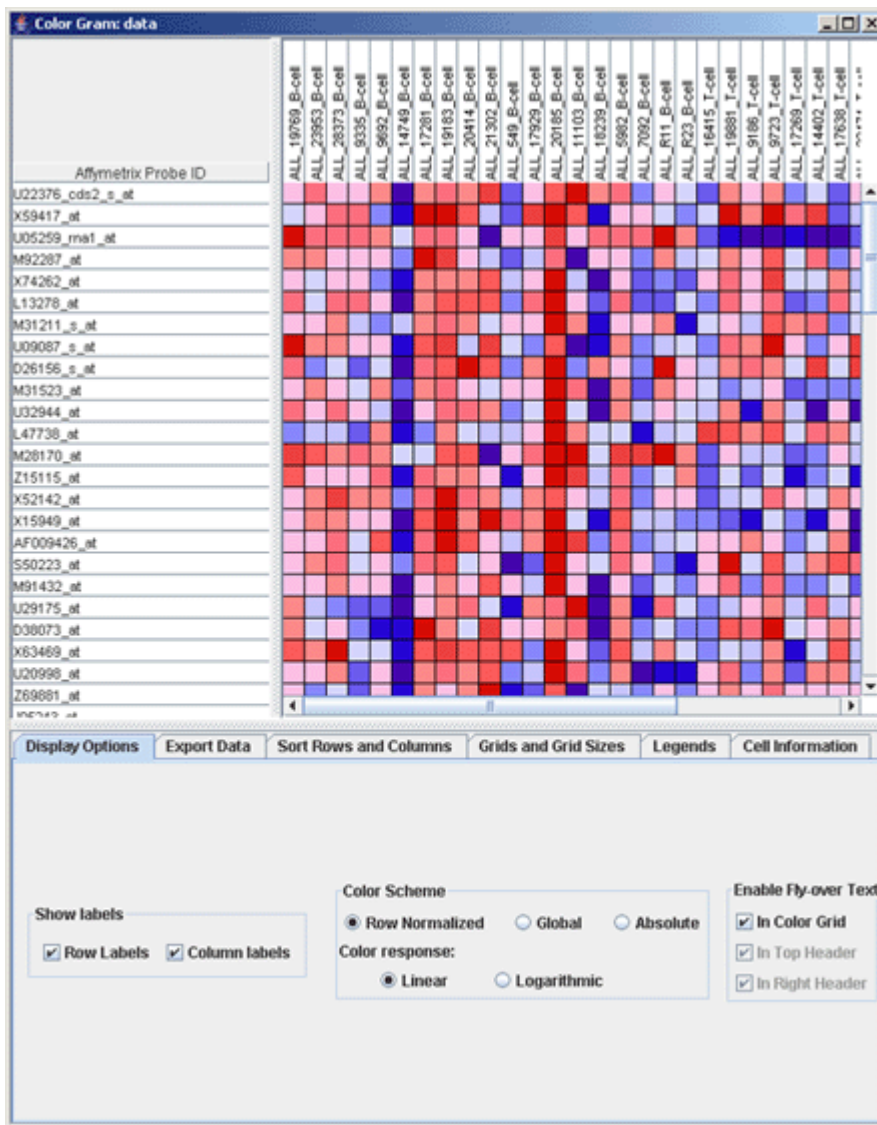 Color Gram: data
ALL_19769_B-cell
ALL_23953_B-cell
ALL_28373_B-cell
ALL_9335_B-cell
ALL_9692_B-cell
ALL_14749_B-cell
ALL_17281_B-cell
ALL_19183_B-cell
ALL_20414_B-cell
ALL_21302_B-cell
ALL_549_B-cell
ALL_17929_B-cell
ALL_20185_B-cell
ALL_11103_B-cell
ALL_18239_B-cell
ALL_5982_B-cell
ALL_7092_B-cell
ALL_R11_B-cell
ALL_R23_B-cell
ALL_16415_T-cell
ALL_19881_T-cell
ALL_9186_T-cell
ALL_9723_T-cell
ALL_17269_T-cell
ALL_14402_T-cell
ALL_17638_T-cell
Affymetrix Probe ID
U22376_cds2_s_at
X59417_at
U05259_rna1_at
M92287_at
X74262_at
L13278_at
M31211_s_at
U09087_s_at
D26156_s_at
M31523_at
U32944_at
L47738_at
M28170_at
Z15115_at
X52142_at
X15949_at
AF009426_at
S50223_at
M91432_at
U29175_at
D38073_at
X63469_at
U20998_at
Z69881_at
Display Options Export Data Sort Rows and Columns Grids and Grid Sizes Legends Cell Information
Show labels
Row Labels Column labels
Color Scheme
Row Normalized Global Absolute
Color response:
Linear Logarithmic
Enable Fly-over Text
In Color Grid
In Top Header
In Right Header